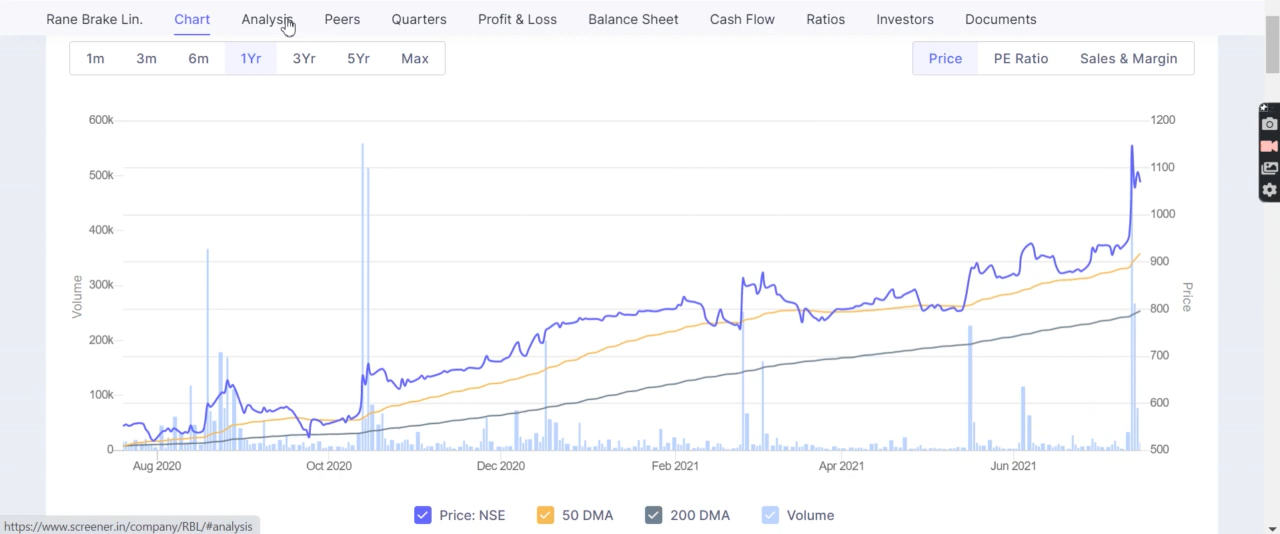 Rane Brake Lin. Chart Analysis Peers Quarters Profit & Loss Balance Sheet Cash Flow Ratios Investors Documents
1m 3m 6m 1Yr 3Yr 5Yr Max Price PE Ratio Sales & Margin
600k 1200
500k 1100
400k 1000
300k 900
200k 800
100k 700
0 600
500
Volume
Price
Aug 2020 Oct 2020 Dec 2020 Feb 2021 Apr 2021 Jun 2021
Price: NSE 50 DMA 200 DMA Volume
https://www.screener.in/company/RBL/#analysis